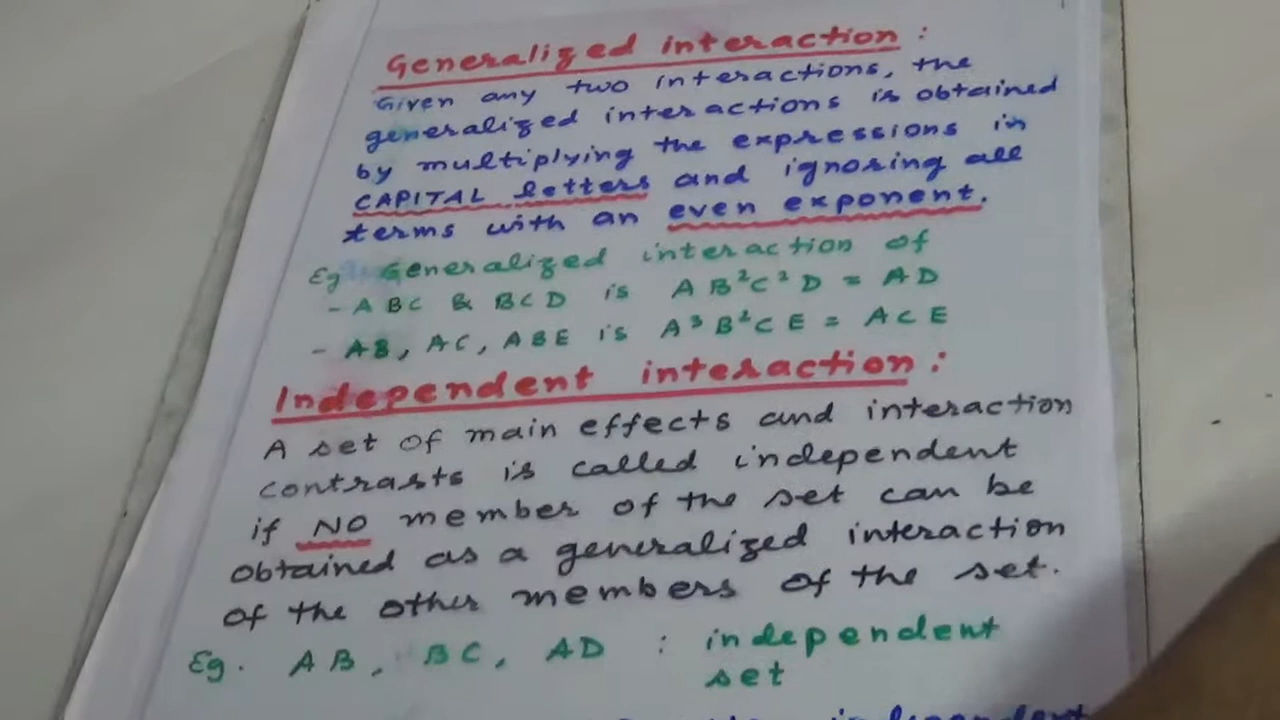 Generalized interaction :
Given any two interactions, the
generalized interactions is obtained
by multiplying the expressions in
CAPITAL letters and ignoring all
terms with an even exponent.
Eg Generalized interaction of
- ABC & BCD is AB²C²D = AD
- AB, AC, ABE is A³B²CE = ACE
Independent interaction :
A set of main effects and interaction
contrasts is called independent
if NO member of the set can be
obtained as a generalized interaction
of the other members of the set.
Eg. AB, BC, AD : independent
set